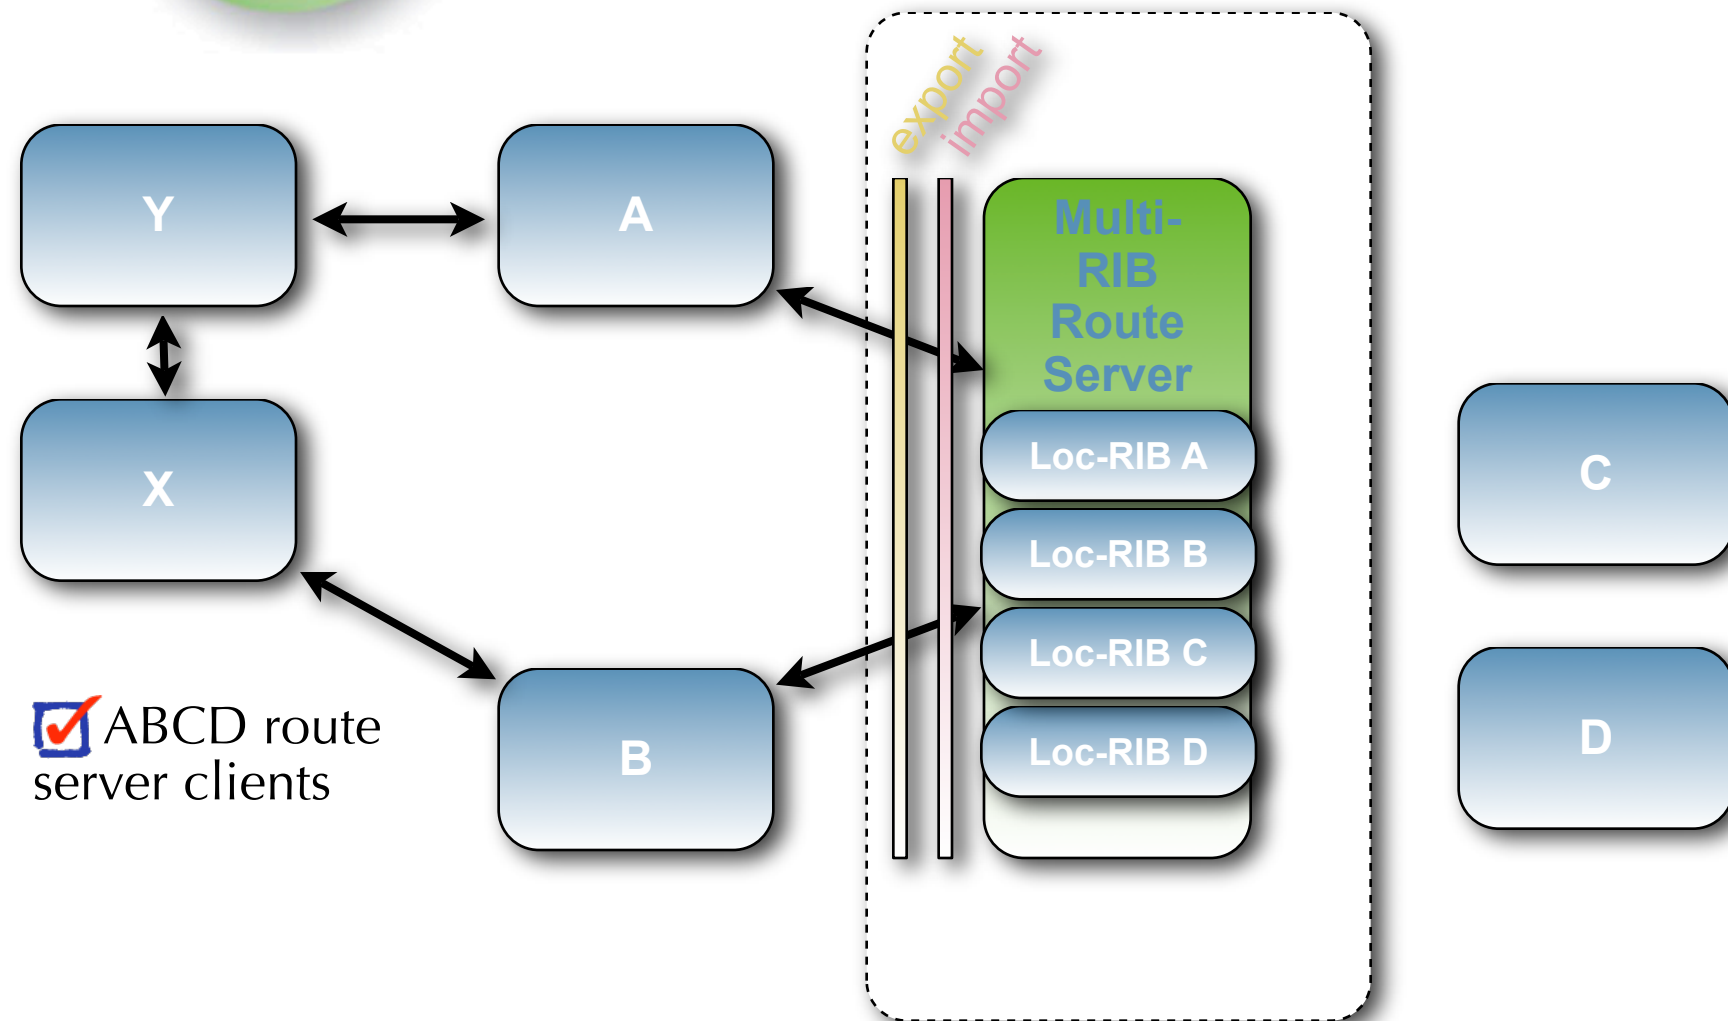 export
import
Y
A
Multi-
RIB
Route
Server
X
Loc-RIB A
Loc-RIB B
Loc-RIB C
Loc-RIB D
C
ABCD route
server clients
B
D